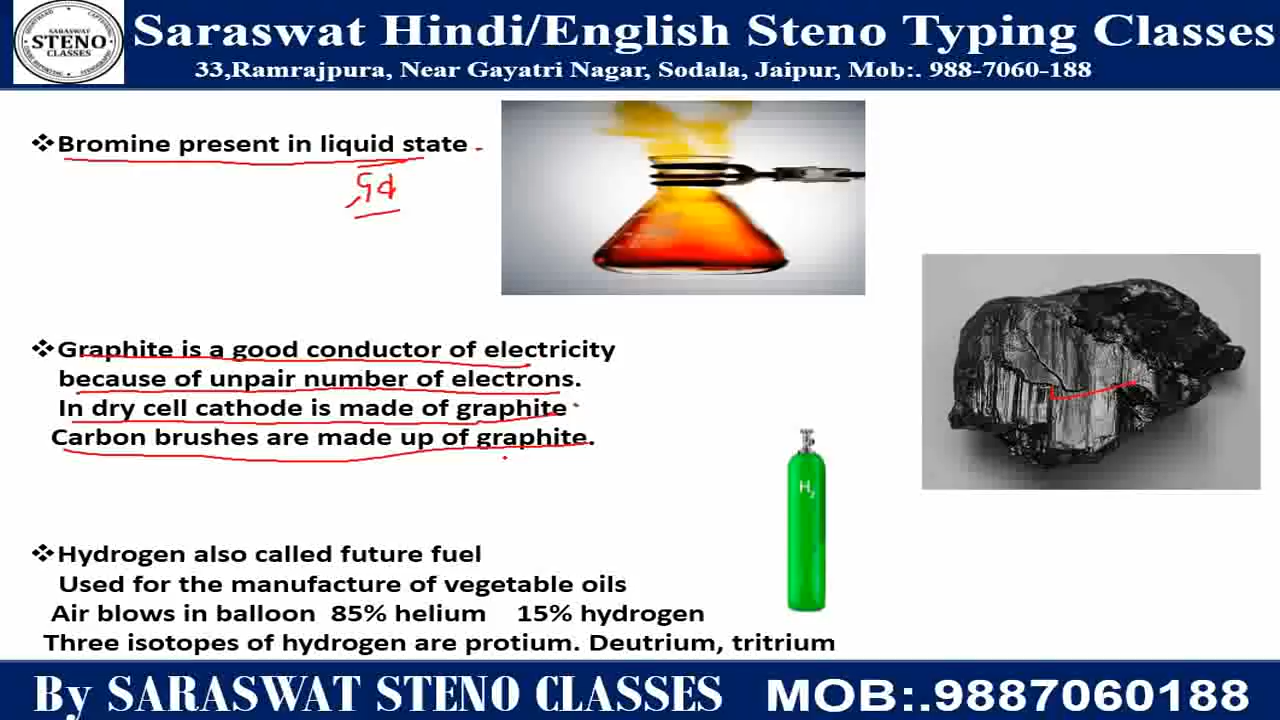 SARASWAT
STENO
CLASSES
Saraswat Hindi/English Steno Typing Classes
33,Ramrajpura, Near Gayatri Nagar, Sodala, Jaipur, Mob:. 988-7060-188
❖Bromine present in liquid state
❖Graphite is a good conductor of electricity
because of unpair number of electrons.
In dry cell cathode is made of graphite
Carbon brushes are made up of graphite.
H2
❖Hydrogen also called future fuel
Used for the manufacture of vegetable oils
Air blows in balloon 85% helium 15% hydrogen
Three isotopes of hydrogen are protium. Deutrium, tritrium
By SARASWAT STENO CLASSES MOB:.9887060188